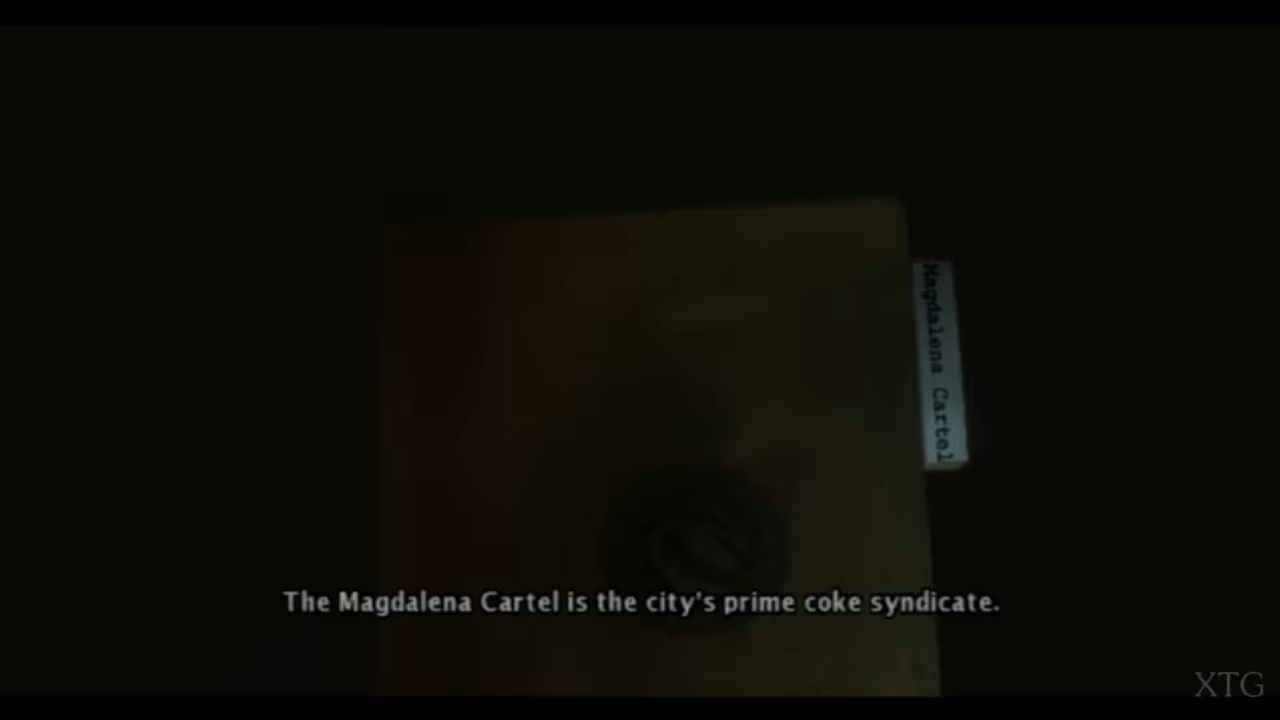 Magdalena Cartel
The Magdalena Cartel is the city's prime coke syndicate.
XTG